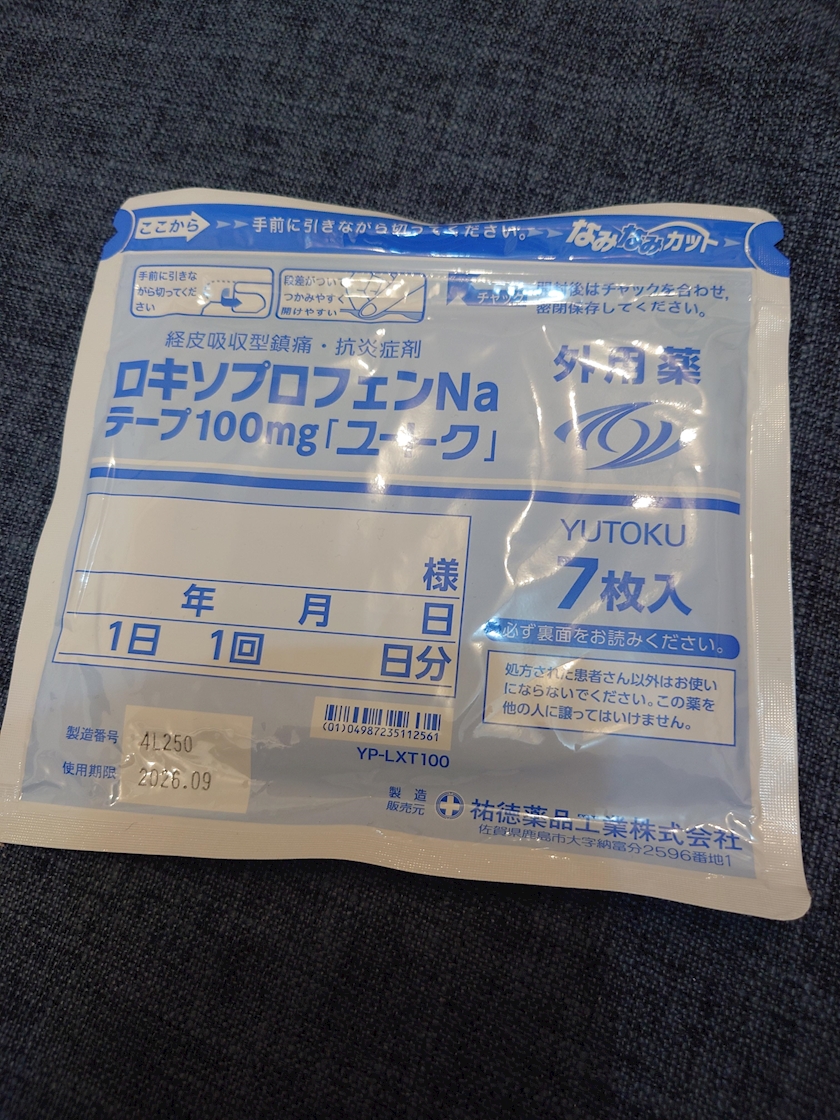 ここから
手前に引きながら切ってください。
なみなみカット
手前に引きな
がら切ってくだ
さい
段差がつい
つかみやすく
開けやすい
チャック
開封後はチャックを合わせ,
密閉保存してください。
経皮吸収型鎮痛・抗炎症剤
ロキソプロフェンNa
テープ100mg「ユートク」
外用薬
YUTOKU
7枚入
必ず裏面をお読みください。
処方された患者さん以外はお使い
にならないでください。この薬を
他の人に譲ってはいけません。
様
年 月 日
1日 1回 日分
(01)04987235112561
YP-LXT100
製造番号 4L250
使用期限 2026.09
製造
販売元
祐徳薬品工業株式会社
佐賀県鹿島市大字納富分2596番地1